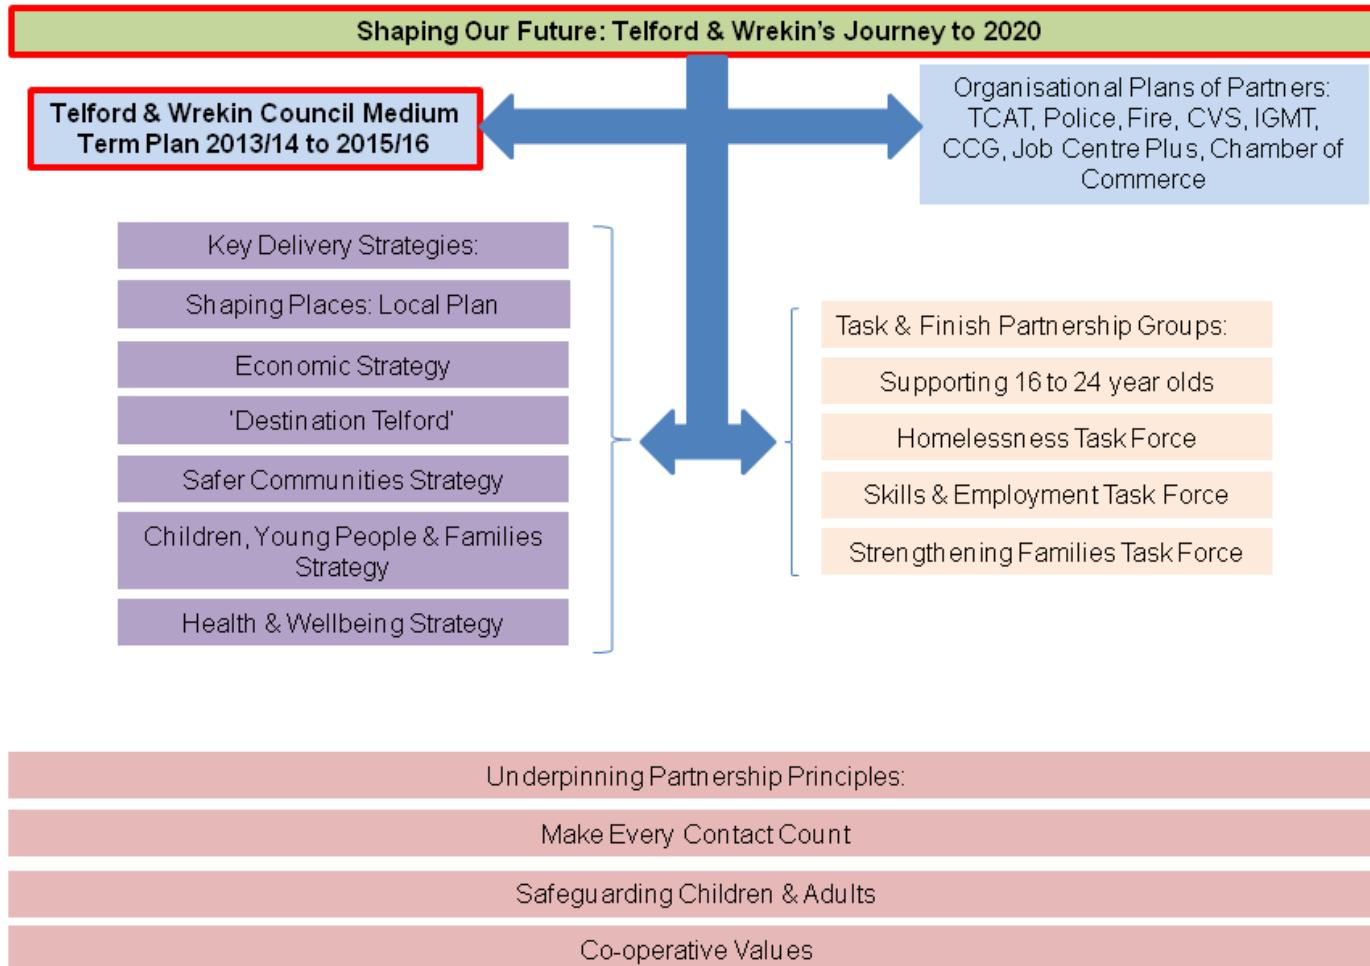 Shaping Our Future: Telford & Wrekin's Journey to 2020
Telford & Wrekin Council Medium
Term Plan 2013/14 to 2015/16
Organisational Plans of Partners:
TCAT, Police, Fire, CVS, IGMT,
CCG, Job Centre Plus, Chamber of
Commerce
Key Delivery Strategies:
Shaping Places: Local Plan
Economic Strategy
'Destination Telford'
Safer Communities Strategy
Children, Young People & Families
Strategy
Health & Wellbeing Strategy
Task & Finish Partnership Groups:
Supporting 16 to 24 year olds
Homelessness Task Force
Skills & Employment Task Force
Strengthening Families Task Force
Underpinning Partnership Principles:
Make Every Contact Count
Safeguarding Children & Adults
Co-operative Values